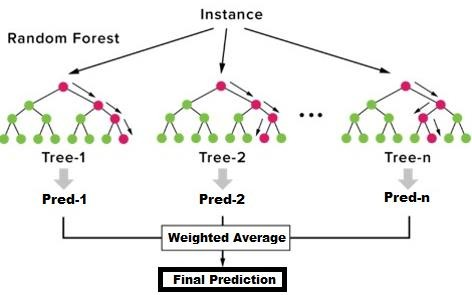 Instance
Random Forest
Tree-1 Tree-2 Tree-n
Pred-1 Pred-2 Pred-n
Weighted Average
Final Prediction